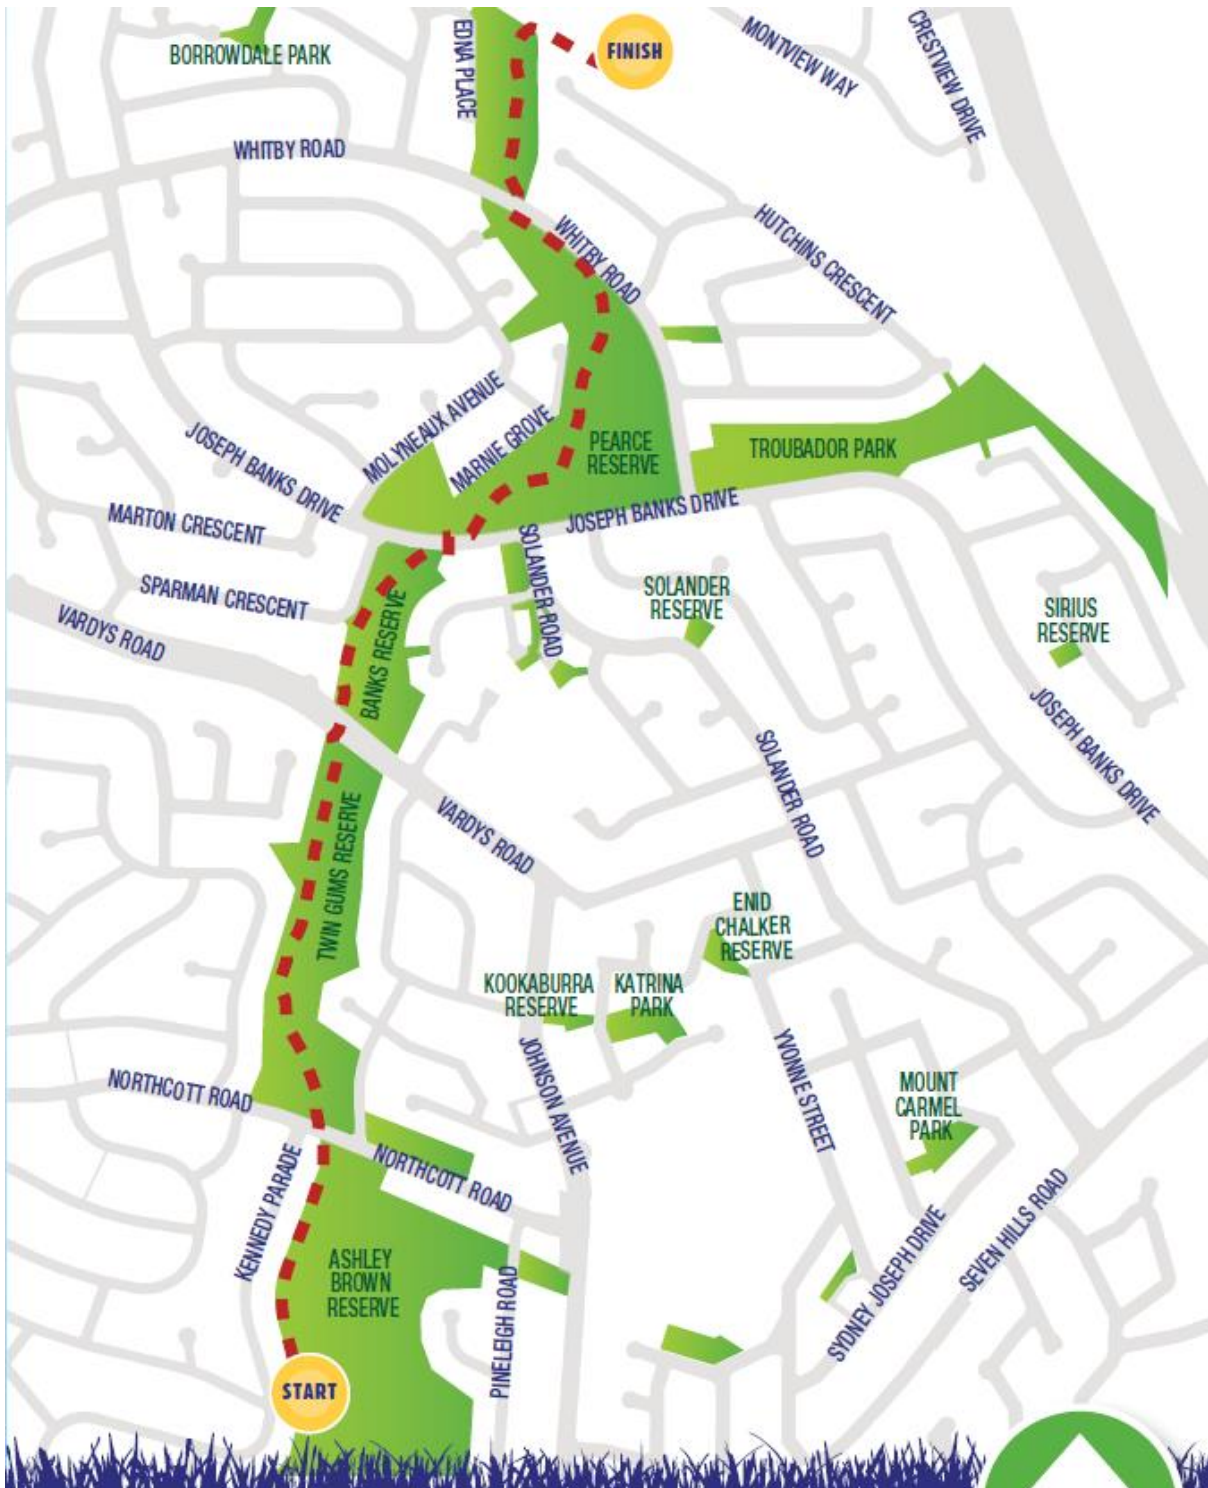 FINISH
MONTVIEW WAY
CRESTVIEW DRIVE
EDNA PLACE
BORROWDALE PARK
WHITBY ROAD
WHITBY ROAD
HUTCHINS CRESCENT
MOLYNEAUX AVENUE
MARNIE GROVE
PEARCE
RESERVE
TROUBADOR PARK
JOSEPH BANKS DRIVE
JOSEPH BANKS DRIVE
MARTON CRESCENT
SOLANDER ROAD
SPARMAN CRESCENT
SOLANDER
RESERVE
SIRIUS
RESERVE
VARDYS ROAD
BANKS RESERVE
JOSEPH BANKS DRIVE
SOLANDER ROAD
VARDYS ROAD
TWIN GUMS RESERVE
ENID
CHALKER
RESERVE
KOOKABURRA
RESERVE
KATRINA
PARK
JOHNSON AVENUE
YVONNE STREET
MOUNT
CARMEL
PARK
NORTHCOTT ROAD
NORTHCOTT ROAD
KENNEDY PARADE
ASHLEY
BROWN
RESERVE
PINELEIGH ROAD
SYDNEY JOSEPH DRIVE
SEVEN HILLS ROAD
START